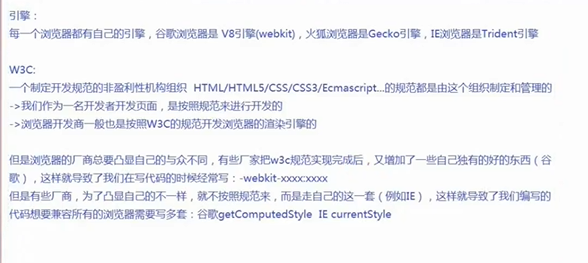 引擎：
每一个浏览器都有自己的引擎，谷歌浏览器是 V8引擎(webkit)，火狐浏览器是Gecko引擎，IE浏览器是Trident引擎
W3C:
一个制定开发规范的非盈利性机构组织 HTML/HTML5/CSS/CSS3/Ecmascript...的规范都是由这个组织制定和管理的
->我们作为一名开发者开发页面，是按照规范来进行开发的
->浏览器开发商一般也是按照W3C的规范开发浏览器的渲染引擎的
但是浏览器的厂商总要凸显自己的与众不同，有些厂家把w3c规范实现完成后，又增加了一些自己独有的好的东西（谷
歌），这样就导致了我们在写代码的时候经常写：-webkit-xxxx:xxxx
但是有些厂商，为了凸显自己的不一样，就不按照规范来，而是走自己的这一套（例如IE），这样就导致了我们编写的
代码想要兼容所有的浏览器需要写多套：谷歌getComputedStyle IE currentStyle